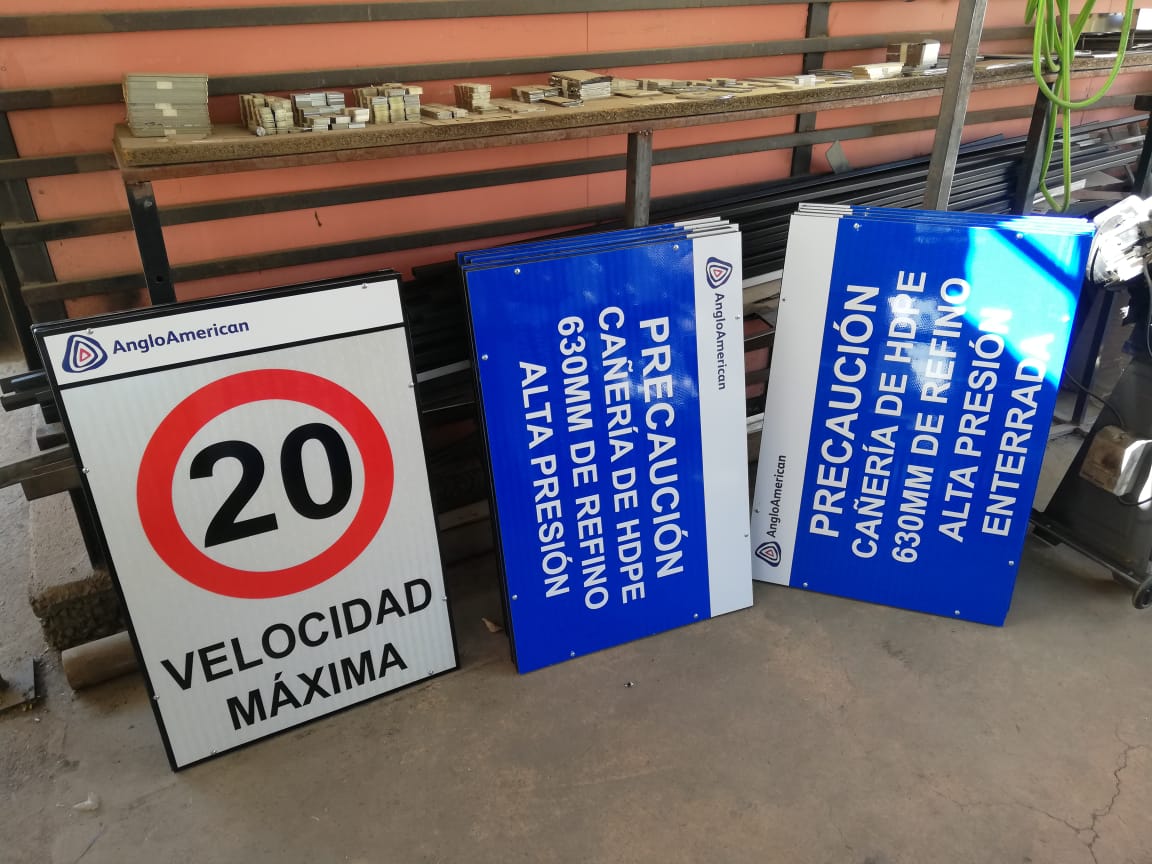 AngloAmerican
20
VELOCIDAD
MÁXIMA
AngloAmerican
PRECAUCIÓN
CAÑERÍA DE HDPE
630MM DE REFINO
ALTA PRESIÓN
AngloAmerican
PRECAUCIÓN
CAÑERÍA DE HDPE
630MM DE REFINO
ALTA PRESIÓN
ENTERRADA